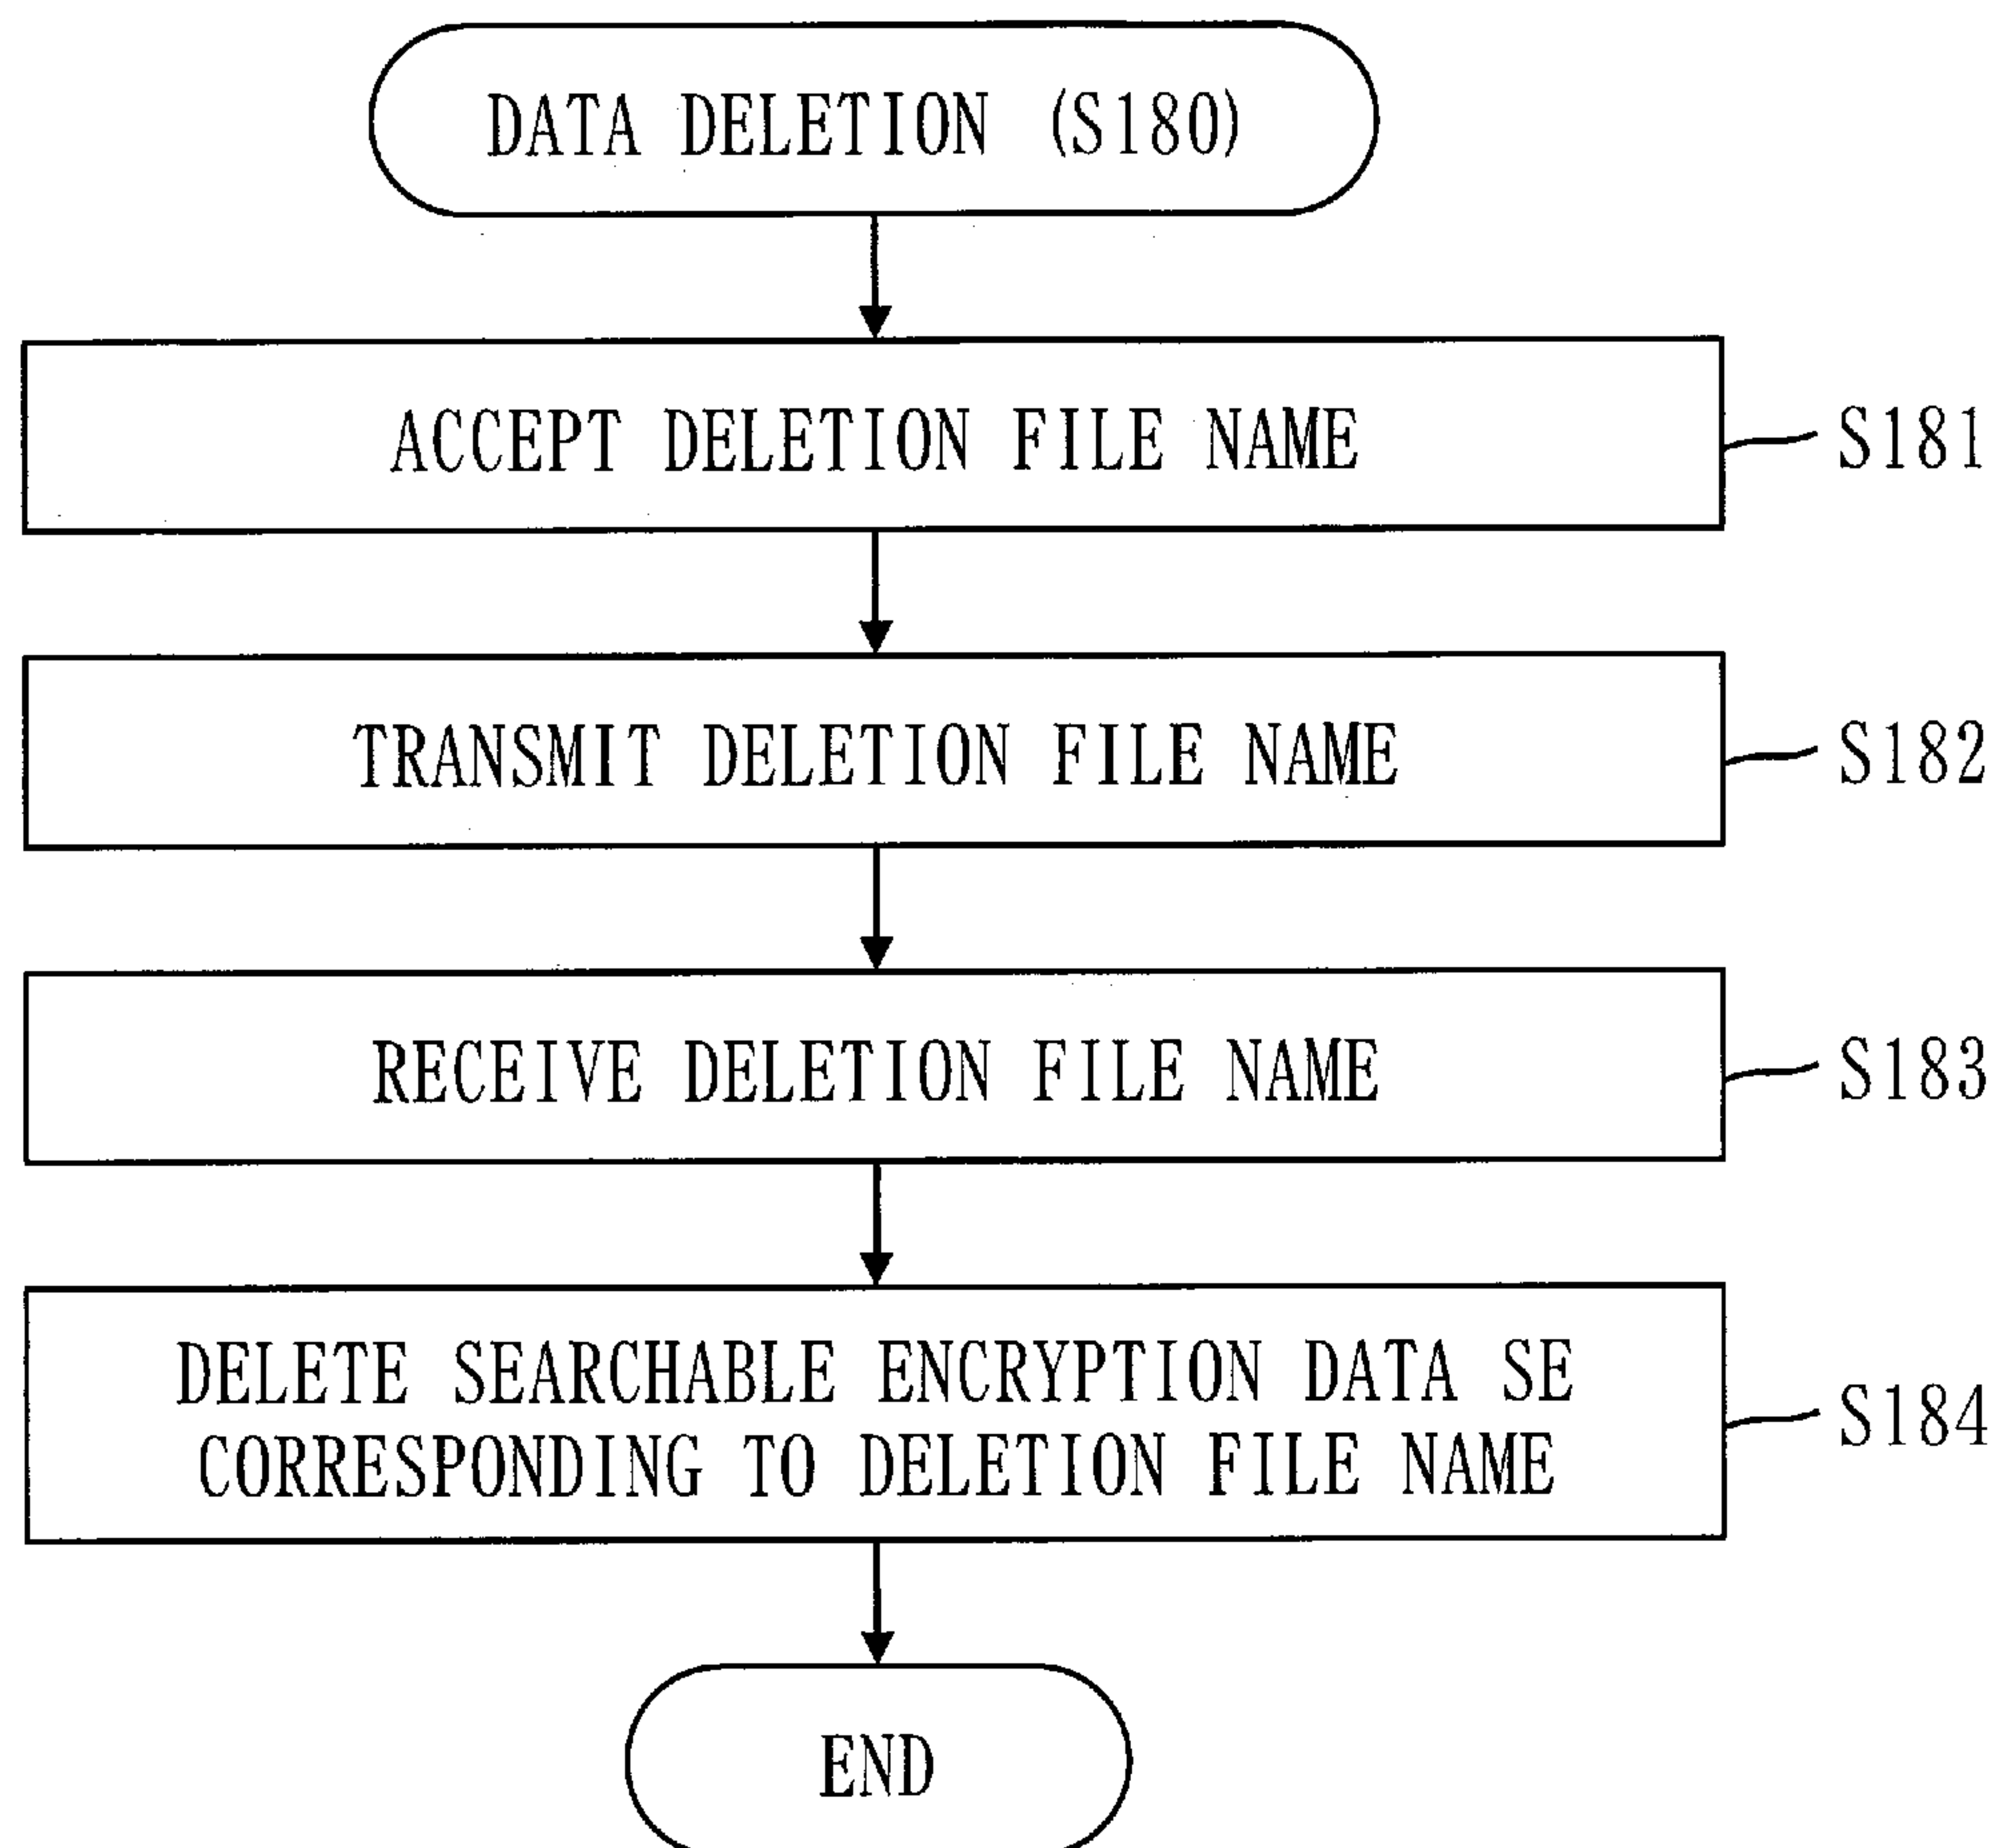 DATA DELETION (S180)
ACCEPT DELETION FILE NAME
S181
TRANSMIT DELETION FILE NAME
S182
RECEIVE DELETION FILE NAME
S183
DELETE SEARCHABLE ENCRYPTION DATA SE
CORRESPONDING TO DELETION FILE NAME
S184
END